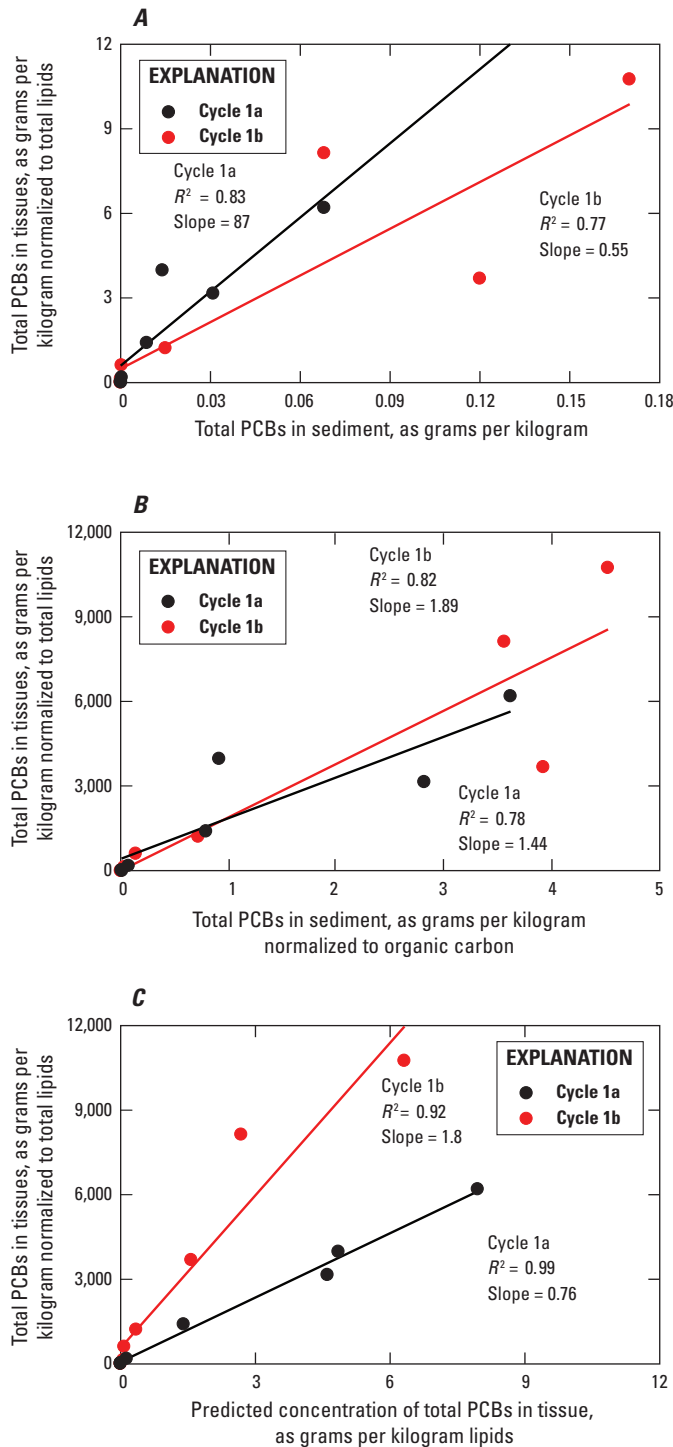 A
Total PCBs in tissues, as grams per
kilogram normalized to total lipids
12
9
6
3
0
EXPLANATION
Cycle 1a
Cycle 1b
Cycle 1a
R² = 0.83
Slope = 87
Cycle 1b
R² = 0.77
Slope = 0.55
0
0.03
0.06
0.09
0.12
0.15
0.18
Total PCBs in sediment, as grams per kilogram
B
Total PCBs in tissues, as grams per
kilogram normalized to total lipids
12,000
9,000
6,000
3,000
0
EXPLANATION
Cycle 1a
Cycle 1b
Cycle 1b
R² = 0.82
Slope = 1.89
Cycle 1a
R² = 0.78
Slope = 1.44
0
1
2
3
4
5
Total PCBs in sediment, as grams per kilogram
normalized to organic carbon
C
Total PCBs in tissues, as grams per
kilogram normalized to total lipids
12,000
9,000
6,000
3,000
0
EXPLANATION
Cycle 1a
Cycle 1b
Cycle 1b
R² = 0.92
Slope = 1.8
Cycle 1a
R² = 0.99
Slope = 0.76
0
3
6
9
12
Predicted concentration of total PCBs in tissue,
as grams per kilogram lipids